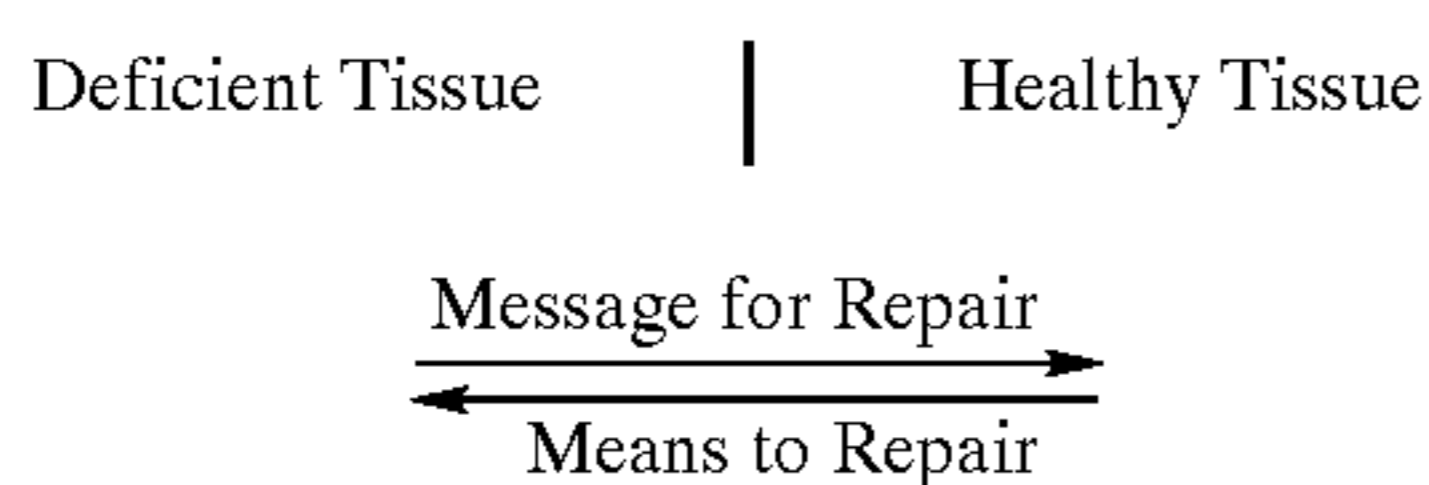 Deficient Tissue Healthy Tissue
Message for Repair
Means to Repair